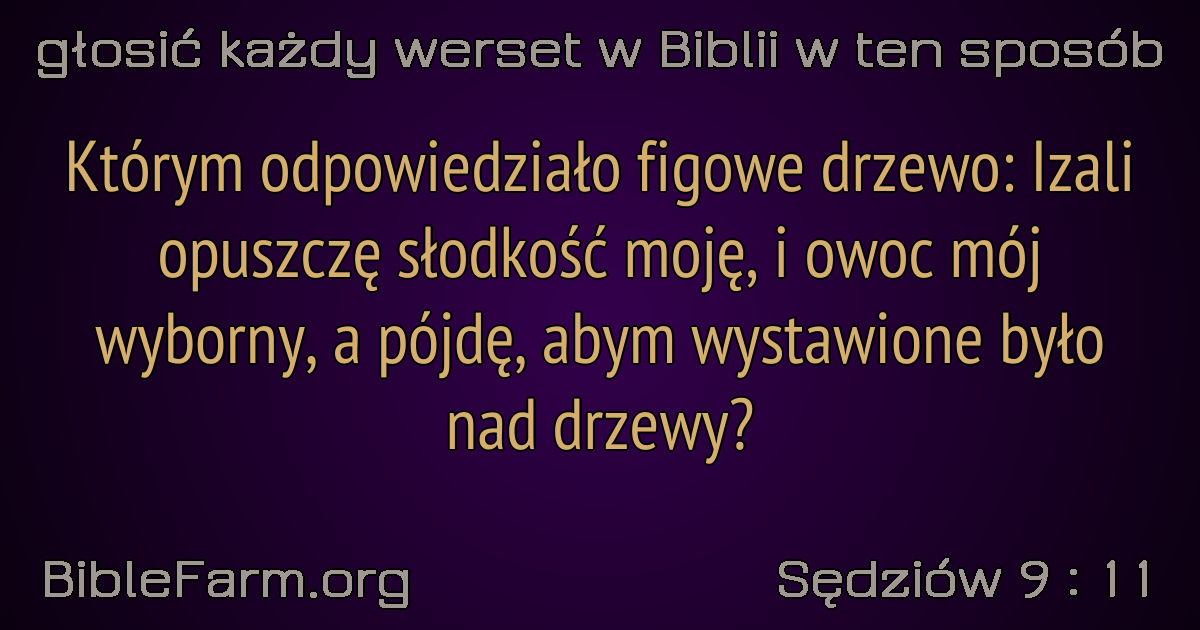 głosić każdy werset w Biblii w ten sposób
Którym odpowiedziało figowe drzewo: Izali
opuszczę słodkość moję, i owoc mój
wyborny, a pójdę, abym wystawione było
nad drzewy?
BibleFarm.org
Sędziów 9 : 11